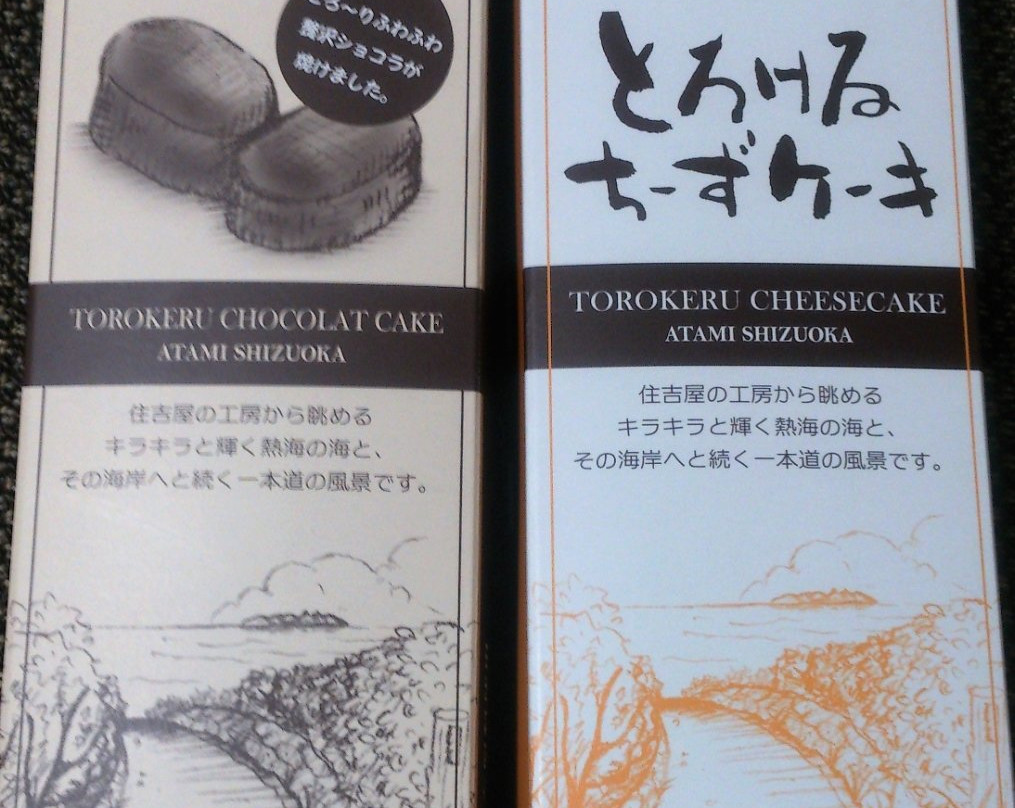 とろ〜りふわふわ
贅沢ショコラが
焼けました。
TOROKERU CHOCOLAT CAKE
ATAMI SHIZUOKA
住吉屋の工房から眺める
キラキラと輝く熱海の海と、
その海岸へと続く一本道の風景です。
とろける
ちーずケーキ
TOROKERU CHEESECAKE
ATAMI SHIZUOKA
住吉屋の工房から眺める
キラキラと輝く熱海の海と、
その海岸へと続く一本道の風景です。